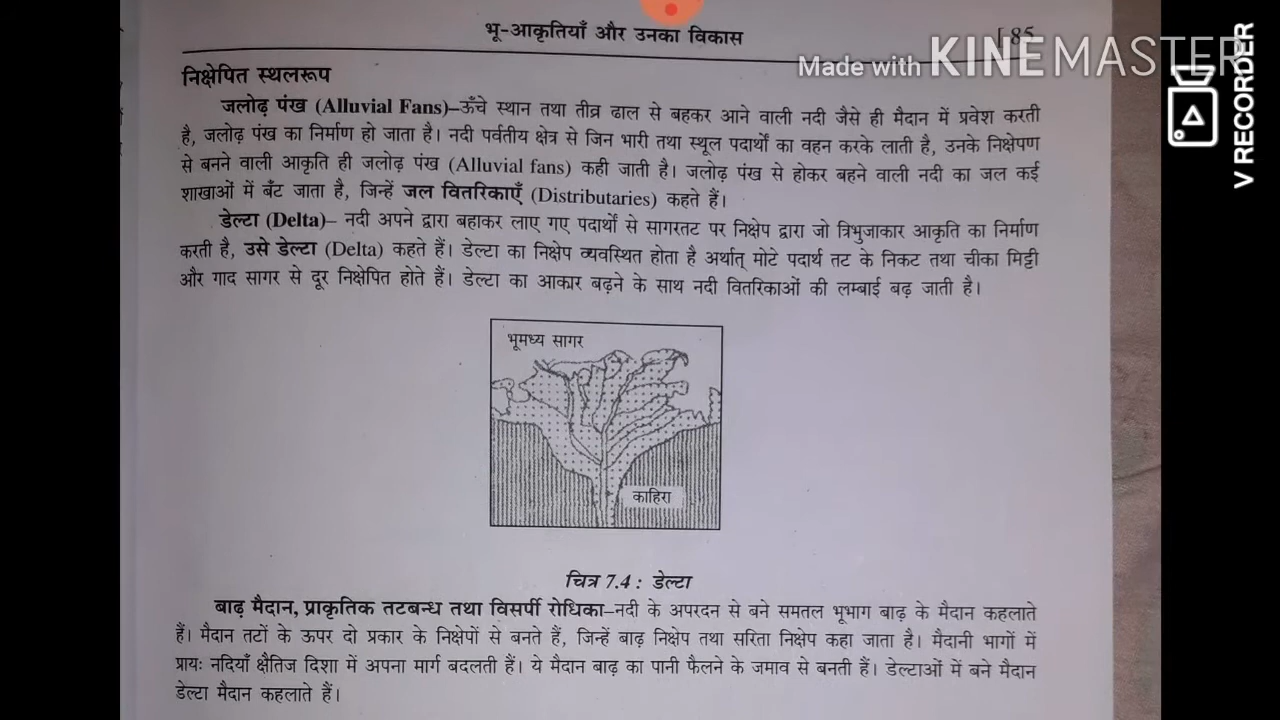 भू-आकृतियाँ और उनका विकास
[ 85
Made with KINEMASTER
V RECORDER
निक्षेपित स्थलरूप
जलोढ़ पंख (Alluvial Fans)–ऊँचे स्थान तथा तीव्र ढाल से बहकर आने वाली नदी जैसे ही मैदान में प्रवेश करती
है, जलोढ़ पंख का निर्माण हो जाता है। नदी पर्वतीय क्षेत्र से जिन भारी तथा स्थूल पदार्थों का वहन करके लाती है, उनके निक्षेपण
से बनने वाली आकृति ही जलोढ़ पंख (Alluvial fans) कही जाती है। जलोढ़ पंख से होकर बहने वाली नदी का जल कई
शाखाओं में बँट जाता है, जिन्हें जल वितरिकाएँ (Distributaries) कहते हैं।
डेल्टा (Delta)– नदी अपने द्वारा बहाकर लाए गए पदार्थों से सागरतट पर निक्षेप द्वारा जो त्रिभुजाकार आकृति का निर्माण
करती है, उसे डेल्टा (Delta) कहते हैं। डेल्टा का निक्षेप व्यवस्थित होता है अर्थात् मोटे पदार्थ तट के निकट तथा चीका मिट्टी
और गाद सागर से दूर निक्षेपित होते हैं। डेल्टा का आकार बढ़ने के साथ नदी वितरिकाओं की लम्बाई बढ़ जाती है।
भूमध्य सागर
काहिरा
चित्र 7.4 : डेल्टा
बाढ़ मैदान, प्राकृतिक तटबन्ध तथा विसर्पी रोधिका–नदी के अपरदन से बने समतल भूभाग बाढ़ के मैदान कहलाते
हैं। मैदान तटों के ऊपर दो प्रकार के निक्षेपों से बनते हैं, जिन्हें बाढ़ निक्षेप तथा सरिता निक्षेप कहा जाता है। मैदानी भागों में
प्रायः नदियाँ क्षैतिज दिशा में अपना मार्ग बदलती हैं। ये मैदान बाढ़ का पानी फैलने के जमाव से बनती हैं। डेल्टाओं में बने मैदान
डेल्टा मैदान कहलाते हैं।